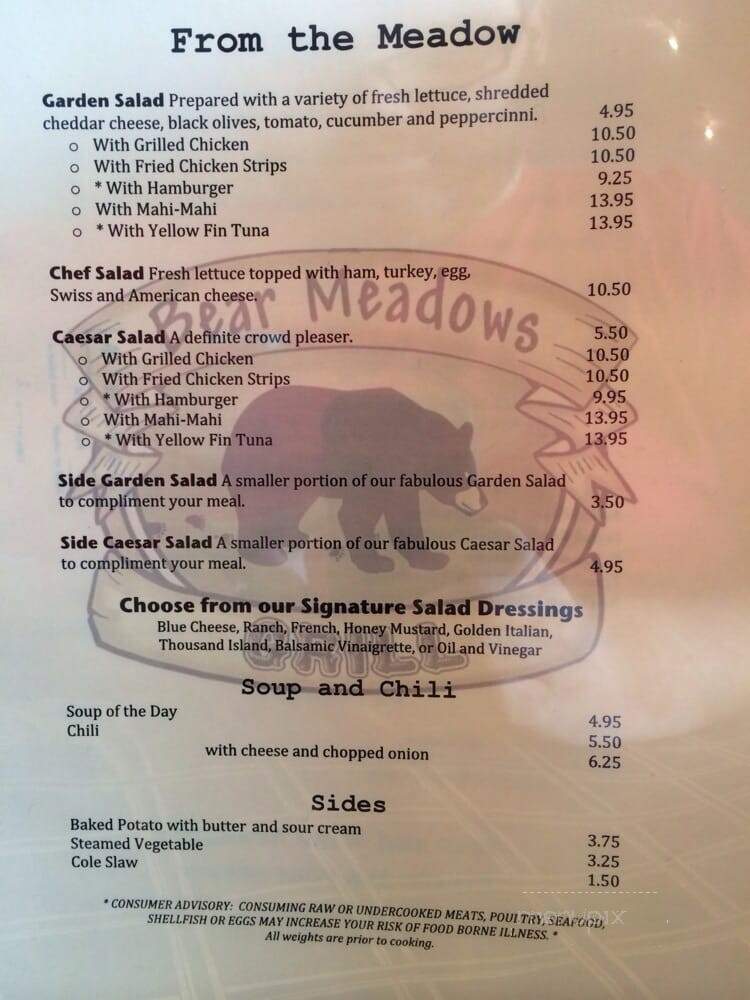 From the Meadow
Garden Salad Prepared with a variety of fresh lettuce, shredded
cheddar cheese, black olives, tomato, cucumber and peppercinni. 4.95
o With Grilled Chicken 10.50
o With Fried Chicken Strips 10.50
o * With Hamburger 9.25
o With Mahi-Mahi 13.95
o * With Yellow Fin Tuna 13.95
Chef Salad Fresh lettuce topped with ham, turkey, egg,
Swiss and American cheese. 10.50
Bear Meadows
Caesar Salad A definite crowd pleaser. 5.50
o With Grilled Chicken 10.50
o With Fried Chicken Strips 10.50
o * With Hamburger 9.95
o With Mahi-Mahi 13.95
o * With Yellow Fin Tuna 13.95
Side Garden Salad A smaller portion of our fabulous Garden Salad
to compliment your meal. 3.50
Side Caesar Salad A smaller portion of our fabulous Caesar Salad
to compliment your meal. 4.95
Choose from our Signature Salad Dressings
Blue Cheese, Ranch, French, Honey Mustard, Golden Italian,
Thousand Island, Balsamic Vinaigrette, or Oil and Vinegar
GRILL
Soup and Chili
Soup of the Day 4.95
Chili 5.50
with cheese and chopped onion 6.25
Sides
Baked Potato with butter and sour cream 3.75
Steamed Vegetable 3.25
Cole Slaw 1.50
* CONSUMER ADVISORY: CONSUMING RAW OR UNDERCOOKED MEATS, POULTRY, SEAFOOD,
SHELLFISH OR EGGS MAY INCREASE YOUR RISK OF FOOD BORNE ILLNESS. *
All weights are prior to cooking.